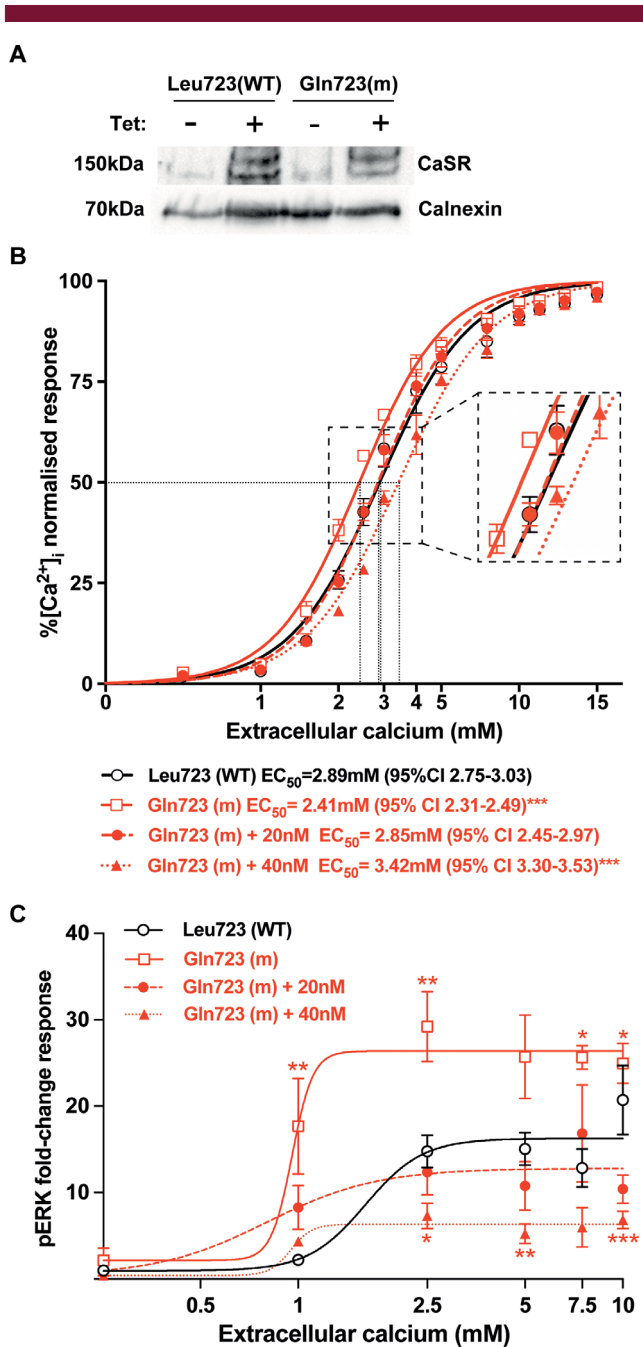 A
Leu723(WT) Gln723(m)
Tet: - + - +
150kDa CaSR
70kDa Calnexin
B
100
75
50
25
0
%[Ca²⁺]ᵢ normalised response
0 1 2 3 4 5 10 15
Extracellular calcium (mM)
Leu723 (WT) EC₅₀=2.89mM (95%CI 2.75-3.03)
Gln723 (m) EC₅₀= 2.41mM (95% CI 2.31-2.49)***
Gln723 (m) + 20nM EC₅₀= 2.85mM (95% CI 2.45-2.97)
Gln723 (m) + 40nM EC₅₀= 3.42mM (95% CI 3.30-3.53)***
C
Leu723 (WT)
Gln723 (m)
Gln723 (m) + 20nM
Gln723 (m) + 40nM
40
30
20
10
pERK fold-change response
** ** * *
* ** ***
0.5 1 2.5 5 7.5 10
Extracellular calcium (mM)